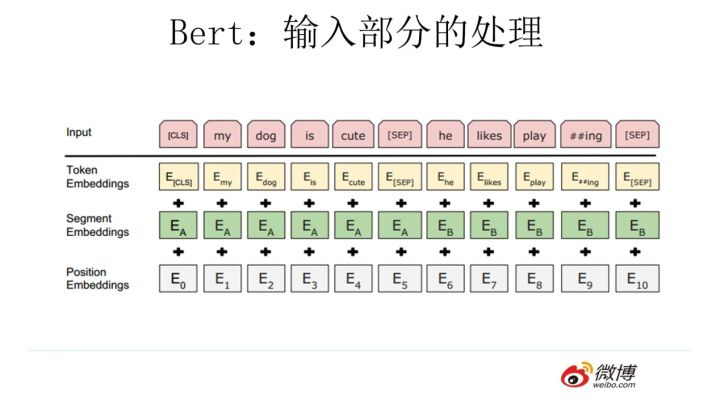 Bert：输入部分的处理
Input [CLS] my dog is cute [SEP] he likes play ##ing [SEP]
Token
Embeddings
E[CLS] Emy Edog Eis Ecute E[SEP] Ehe Elikes Eplay E##ing E[SEP]
+ + + + + + + + + + +
Segment
Embeddings
EA EA EA EA EA EA EB EB EB EB EB
+ + + + + + + + + + +
Position
Embeddings
E0 E1 E2 E3 E4 E5 E6 E7 E8 E9 E10
微博
weibo.com